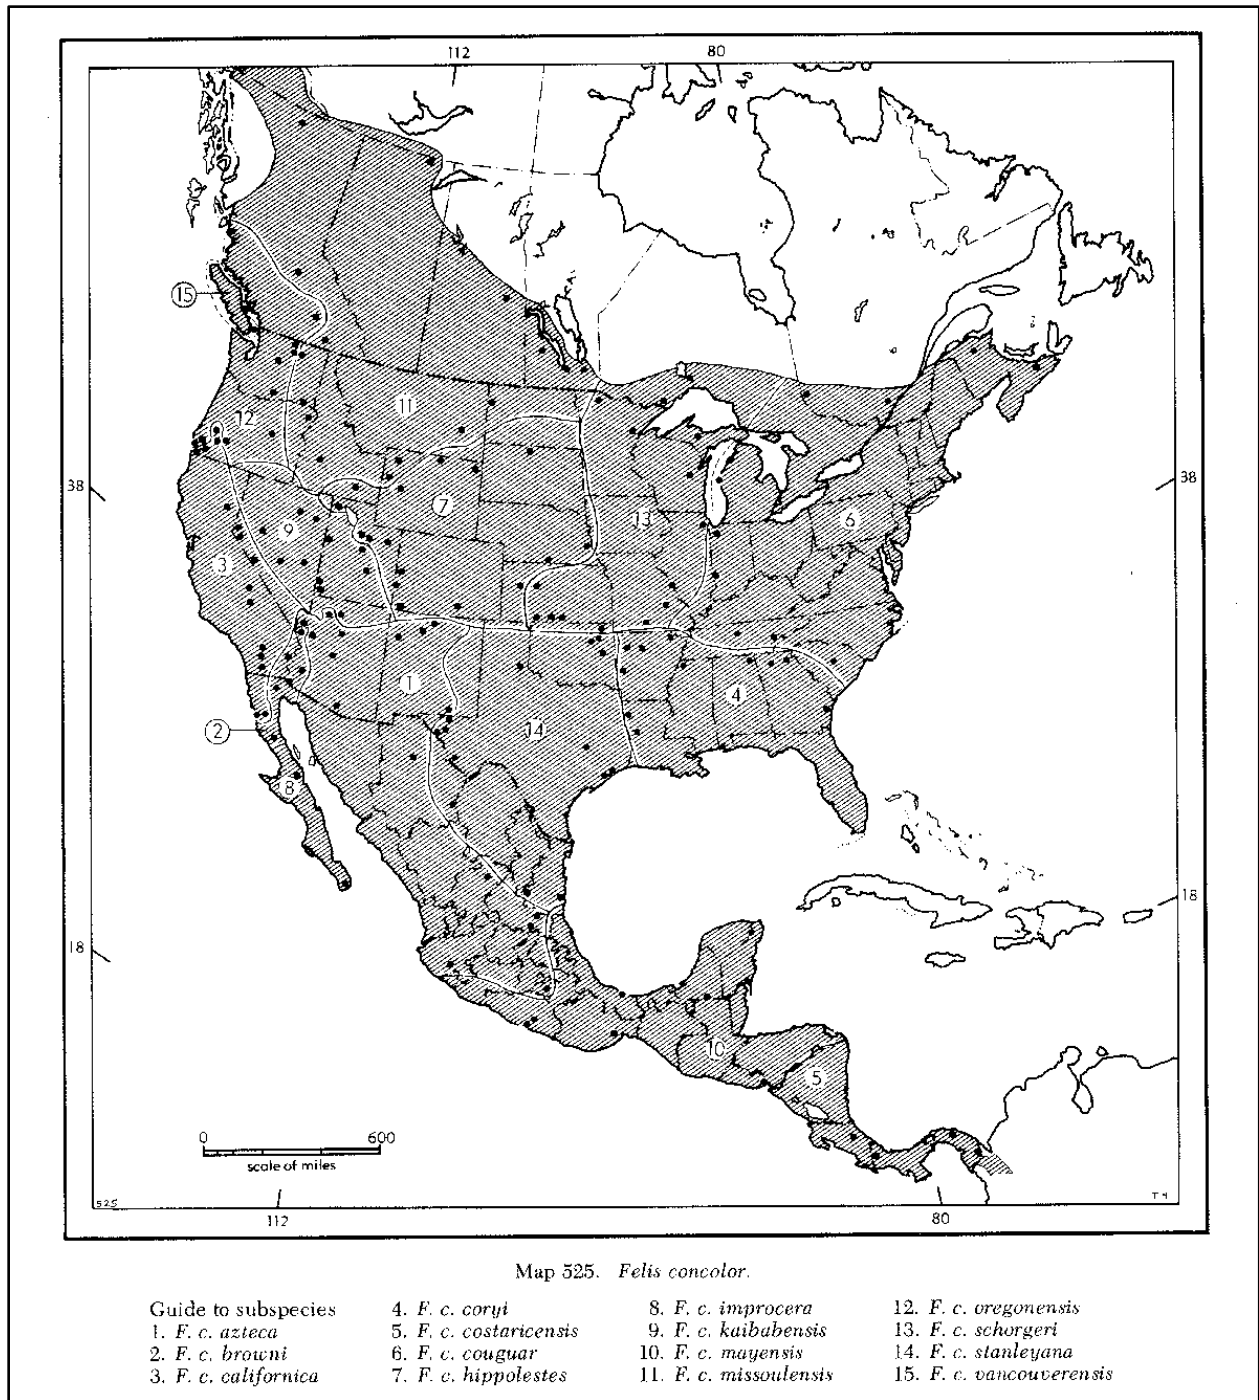 112 80
15
11
12
38 38
7
13
6
9
3
1
4
14
2
8
18
18
10
5
0 600
scale of miles
525 T M
112 80
Map 525. Felis concolor.
Guide to subspecies
1. F. c. azteca
2. F. c. browni
3. F. c. californica
4. F. c. coryi
5. F. c. costaricensis
6. F. c. couguar
7. F. c. hippolestes
8. F. c. improcera
9. F. c. kaibabensis
10. F. c. mayensis
11. F. c. missoulensis
12. F. c. oregonensis
13. F. c. schorgeri
14. F. c. stanleyana
15. F. c. vancouverensis